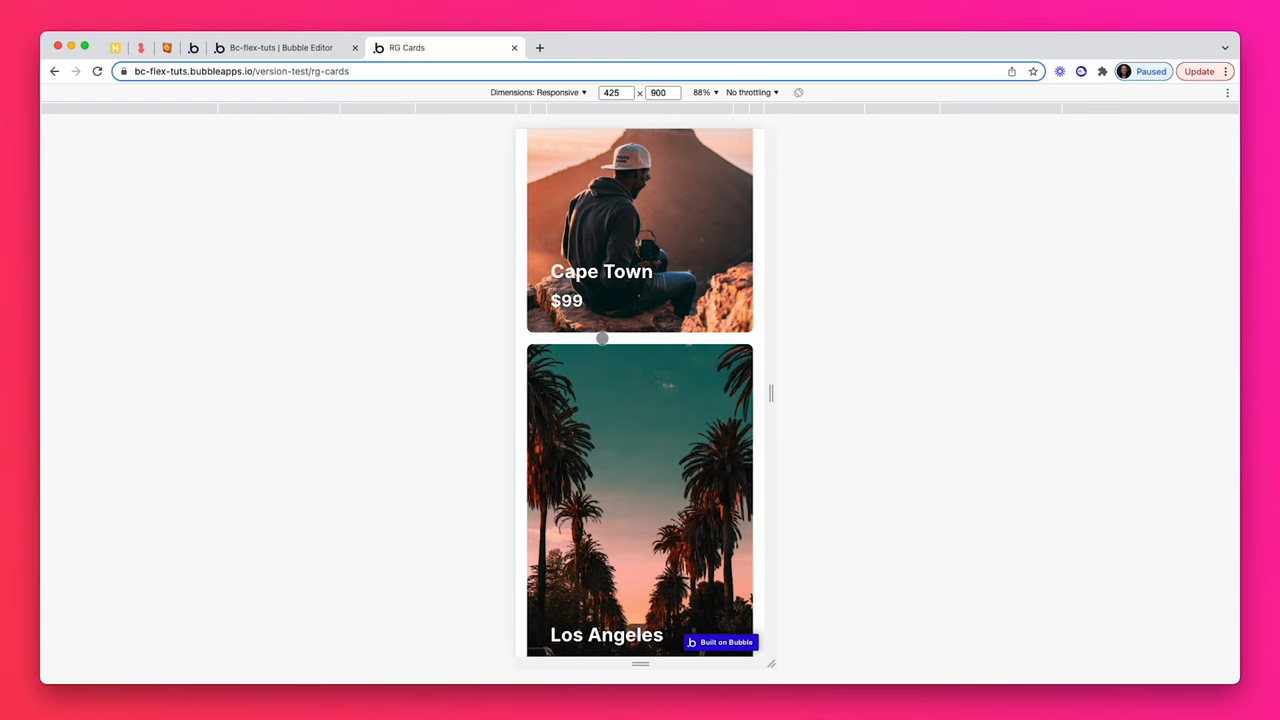 Bc-flex-tuts | Bubble Editor
RG Cards
bc-flex-tuts.bubbleapps.io/version-test/rg-cards
Paused
Update
Dimensions: Responsive
425 × 900
88%
No throttling
Cape Town
$99
Los Angeles
Built on Bubble